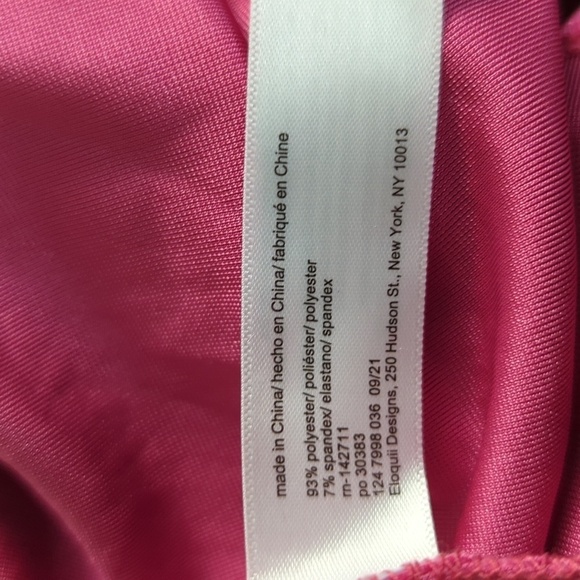 made in China/ hecho en China/ fabriqué en Chine
93% polyester/ poliéster/ polyester
7% spandex/ elastano/ spandex
rn-142711
po 30383
124 7998 036 09/21
Eloquii Designs, 250 Hudson St., New York, NY 10013